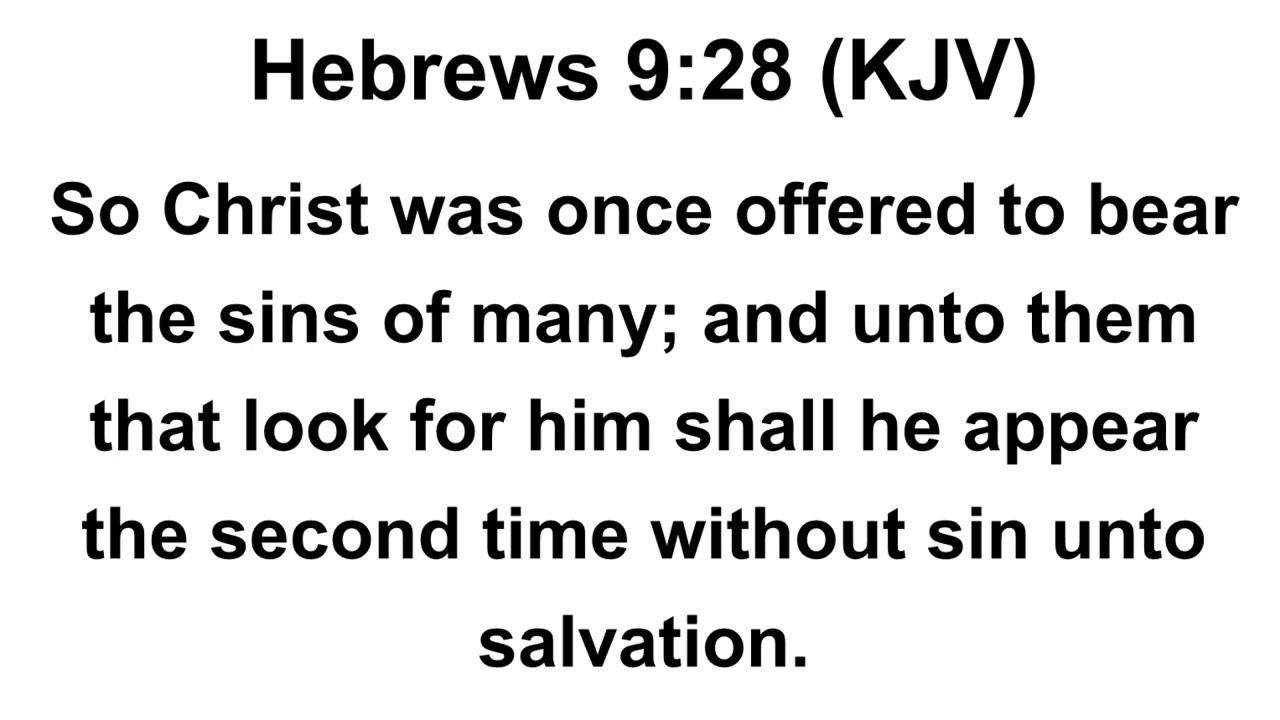 Hebrews 9:28 (KJV)
So Christ was once offered to bear
the sins of many; and unto them
that look for him shall he appear
the second time without sin unto
salvation.